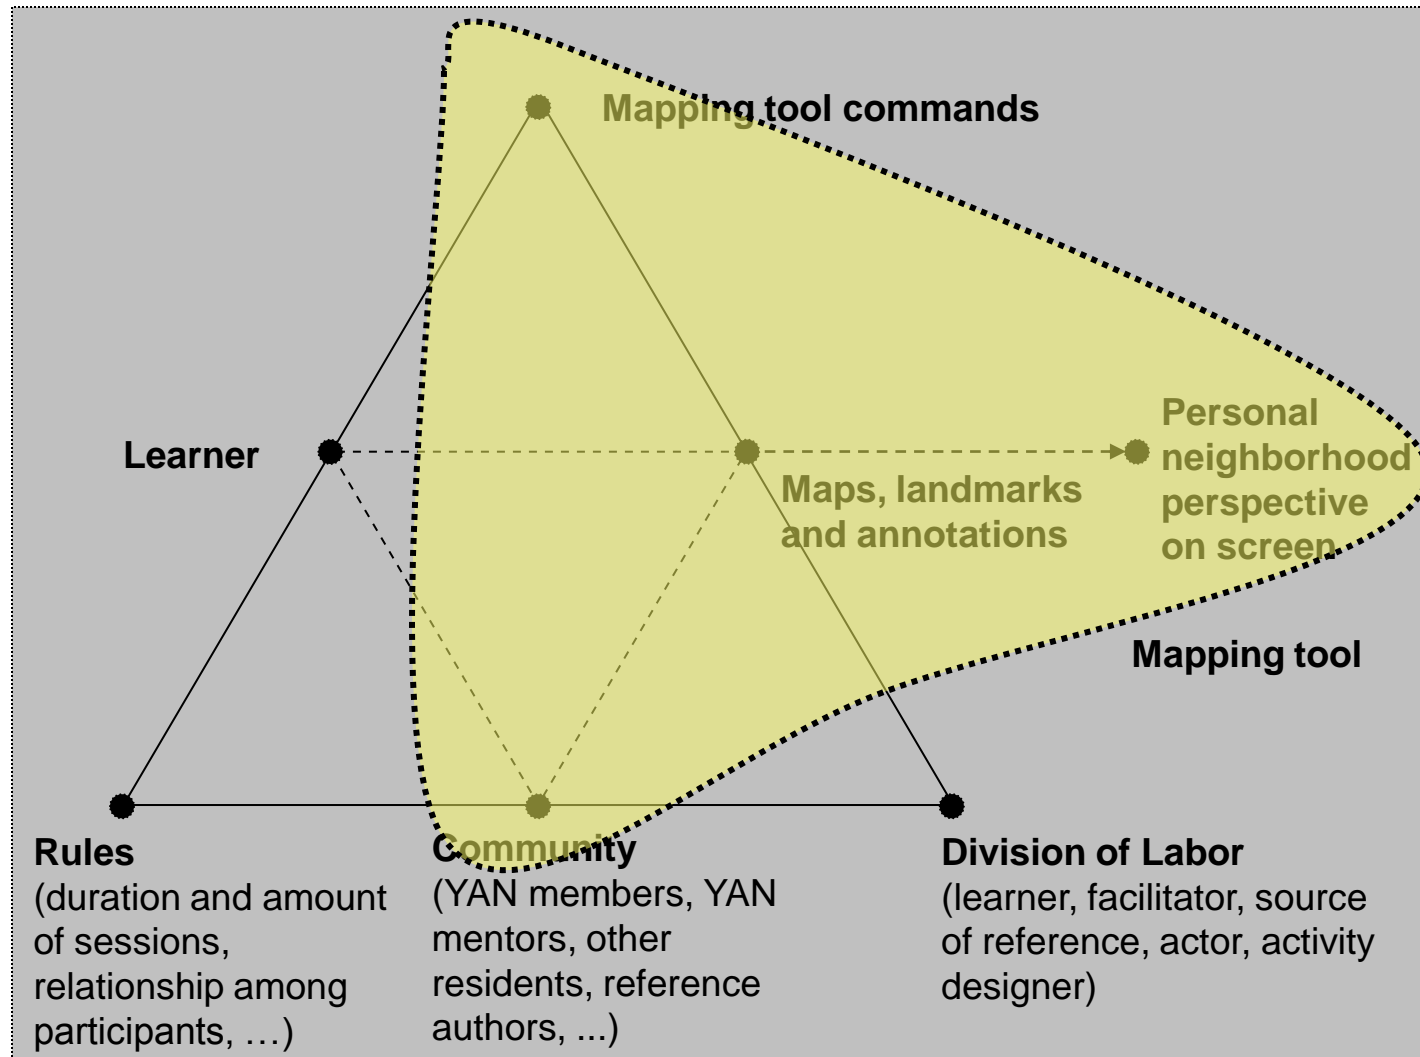 Mapping tool commands
Learner
Maps, landmarks
and annotations
Personal
neighborhood
perspective
on screen
Mapping tool
Rules
(duration and amount
of sessions,
relationship among
participants, …)
Community
(YAN members, YAN
mentors, other
residents, reference
authors, ...)
Division of Labor
(learner, facilitator, source
of reference, actor, activity
designer)